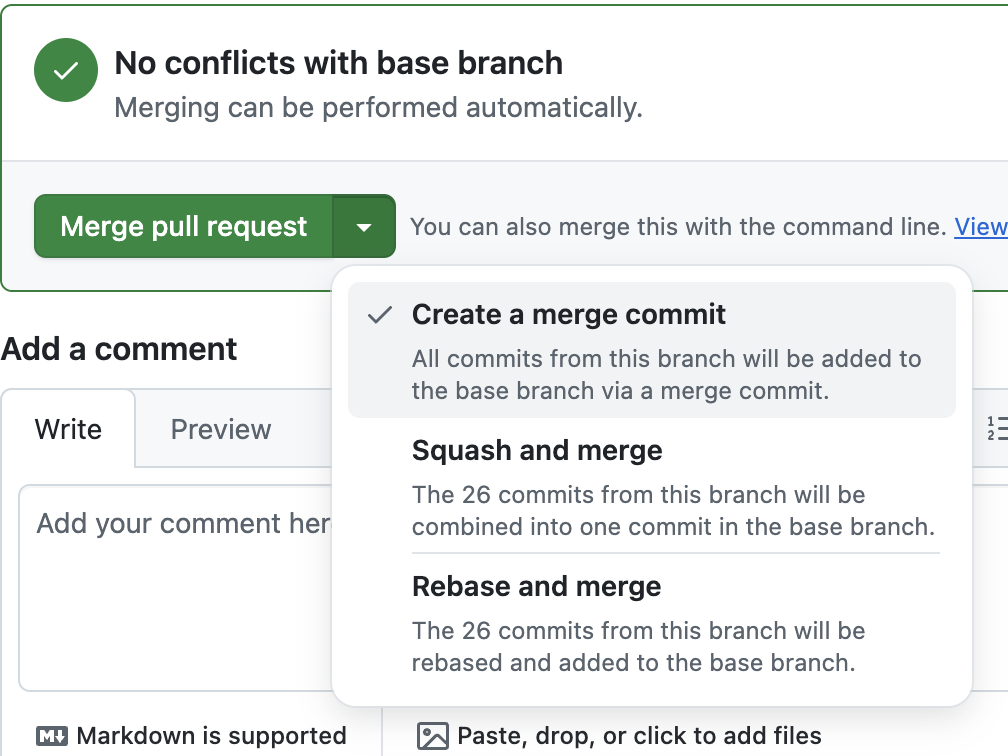 No conflicts with base branch
Merging can be performed automatically.
Merge pull request
You can also merge this with the command line. View
Create a merge commit
All commits from this branch will be added to
the base branch via a merge commit.
Add a comment
Write
Preview
Squash and merge
The 26 commits from this branch will be
combined into one commit in the base branch.
Add your comment her
Rebase and merge
The 26 commits from this branch will be
rebased and added to the base branch.
Markdown is supported
Paste, drop, or click to add files